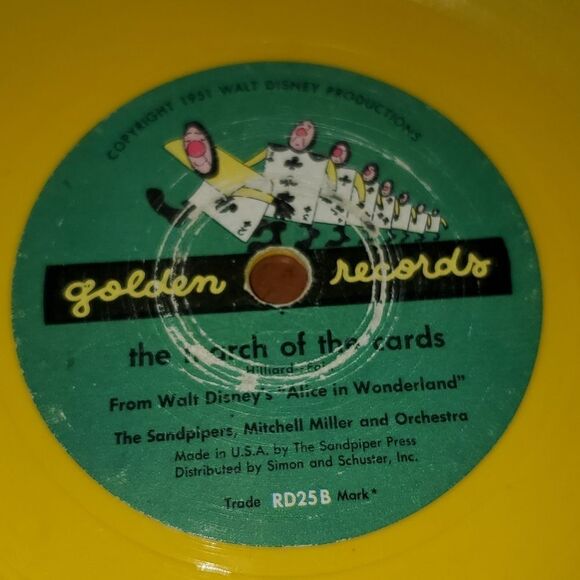 COPYRIGHT 1951 WALT DISNEY PRODUCTIONS
golden records
the march of the cards
Hilliard
From Walt Disney's "Alice in Wonderland"
The Sandpipers, Mitchell Miller and Orchestra
Made in U.S.A. by The Sandpiper Press
Distributed by Simon and Schuster, Inc.
Trade RD25B Mark*